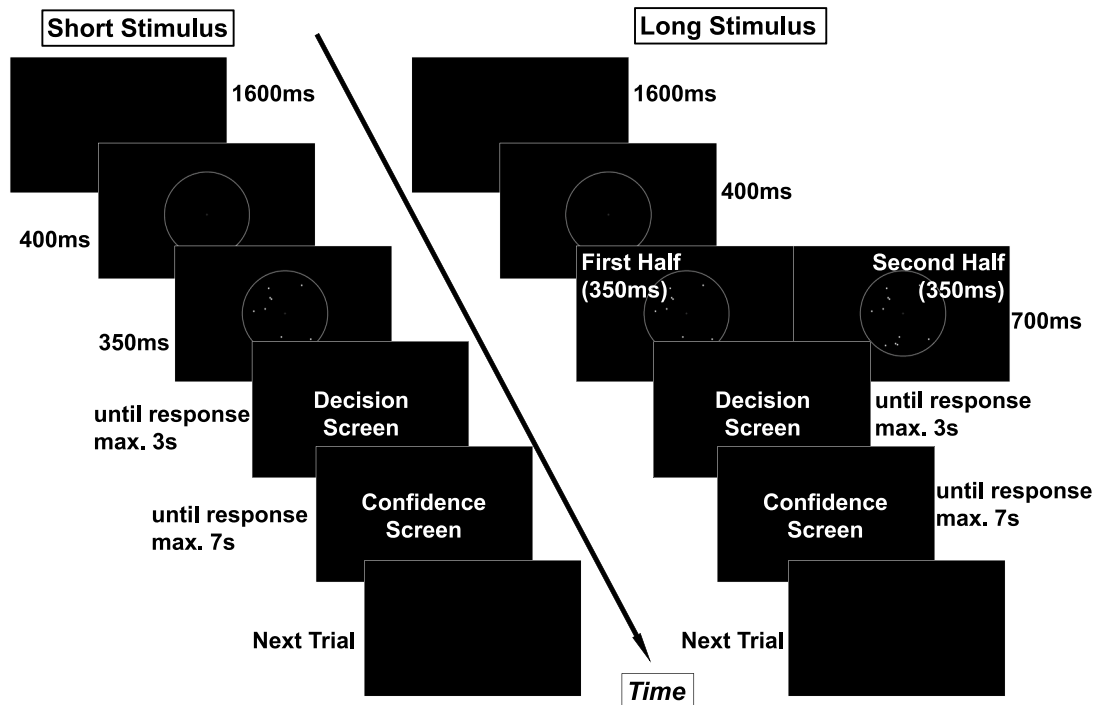 Short Stimulus
1600ms
400ms
350ms
until response
max. 3s
Decision
Screen
until response
max. 7s
Confidence
Screen
Next Trial
Time
Long Stimulus
1600ms
400ms
First Half
(350ms)
Second Half
(350ms)
700ms
Decision
Screen
until response
max. 3s
Confidence
Screen
until response
max. 7s
Next Trial